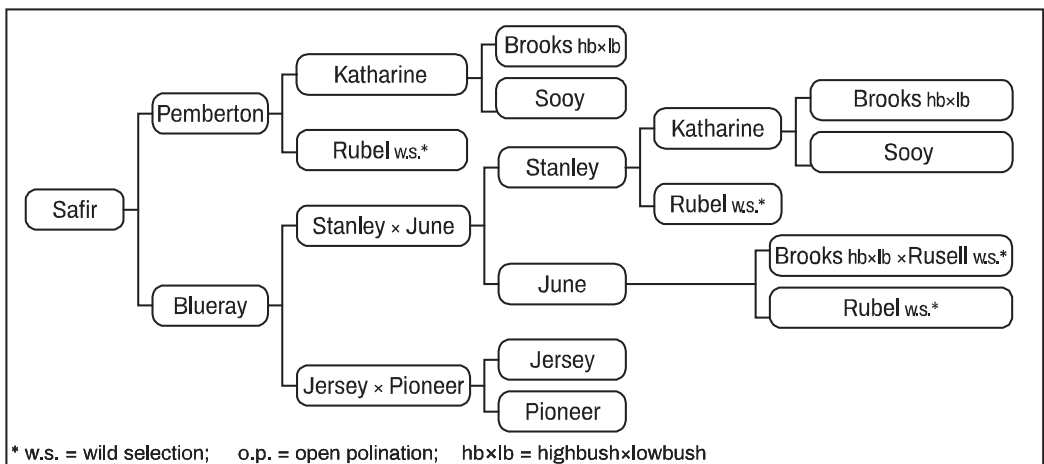 Brooks hb×lb
Katharine
Sooy
Brooks hb×lb
Pemberton
Katharine
Rubel w.s.*
Sooy
Stanley
Safir
Rubel w.s.*
Stanley × June
Brooks hb×lb ×Rusell w.s.*
June
Blueray
Rubel w.s.*
Jersey
Jersey × Pioneer
Pioneer
* w.s. = wild selection; o.p. = open polination; hb×lb = highbush×lowbush